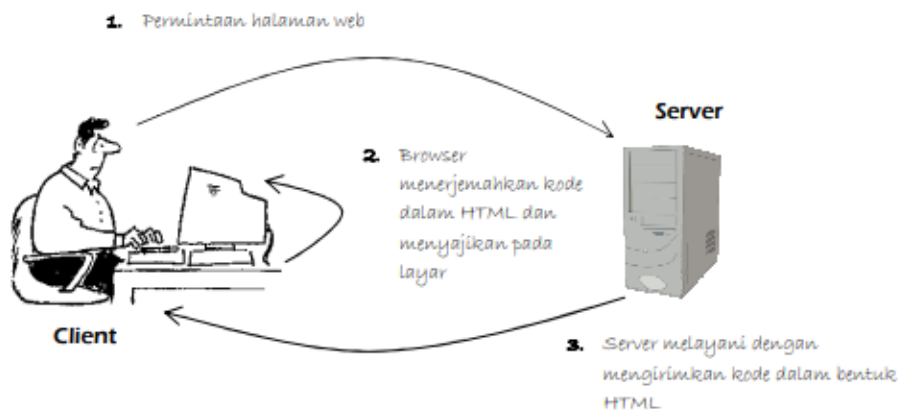 1. Permintaan halaman web
Server
2. Browser
menerjemahkan kode
dalam HTML dan
menyajikan pada
layar
Client
3. Server melayani dengan
mengirimkan kode dalam bentuk
HTML